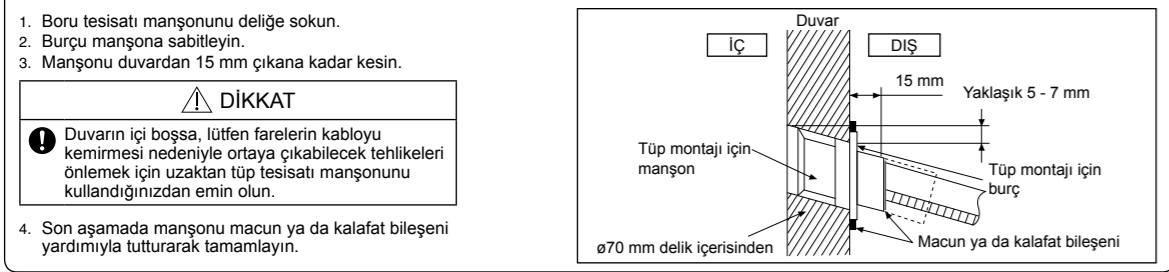 1. Boru tesisatı manşonunu deliğe sokun.
2. Burçu manşona sabitleyin.
3. Manşonu duvardan 15 mm çıkana kadar kesin.
DİKKAT
Duvarın içi boşsa, lütfen farelerin kabloyu
kemirmesi nedeniyle ortaya çıkabilecek tehlikeleri
önlemek için uzaktan tüp tesisatı manşonunu
kullandığınızdan emin olun.
4. Son aşamada manşonu macun ya da kalafat bileşeni
yardımıyla tutturarak tamamlayın.
Duvar
İÇ
DIŞ
15 mm
Yaklaşık 5 - 7 mm
Tüp montajı için
manşon
Tüp montajı için
burç
ø70 mm delik içerisinden
Macun ya da kalafat bileşeni